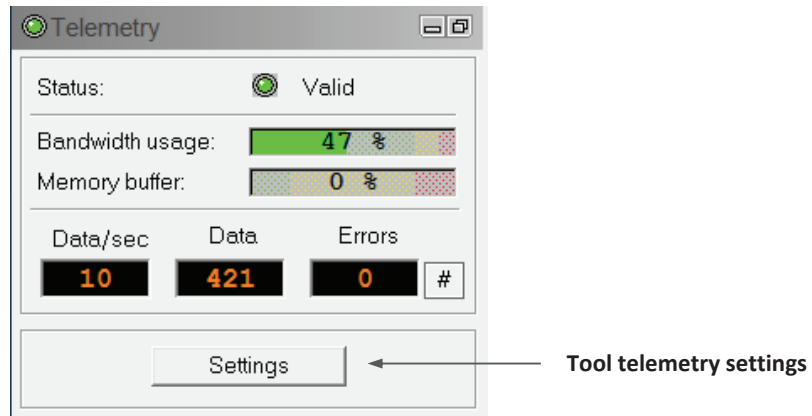 Telemetry
Status: Valid
Bandwidth usage: 47 %
Memory buffer: 0 %
Data/sec Data Errors
10 421 0 #
Settings
Tool telemetry settings